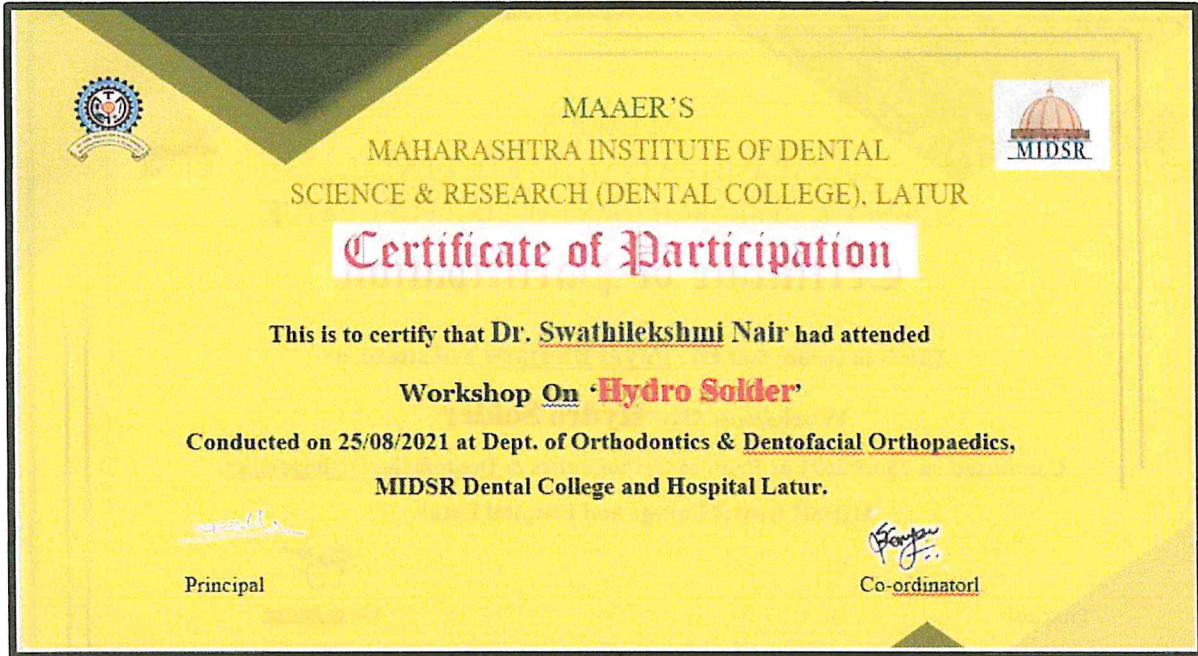 MAAER'S
MAHARASHTRA INSTITUTE OF DENTAL
SCIENCE & RESEARCH (DENTAL COLLEGE), LATUR
MIDSR
Certificate of Participation
This is to certify that Dr. Swathilekshmi Nair had attended
Workshop On ‘Hydro Solder’
Conducted on 25/08/2021 at Dept. of Orthodontics & Dentofacial Orthopaedics,
MIDSR Dental College and Hospital Latur.
Principal
Co-ordinatorl